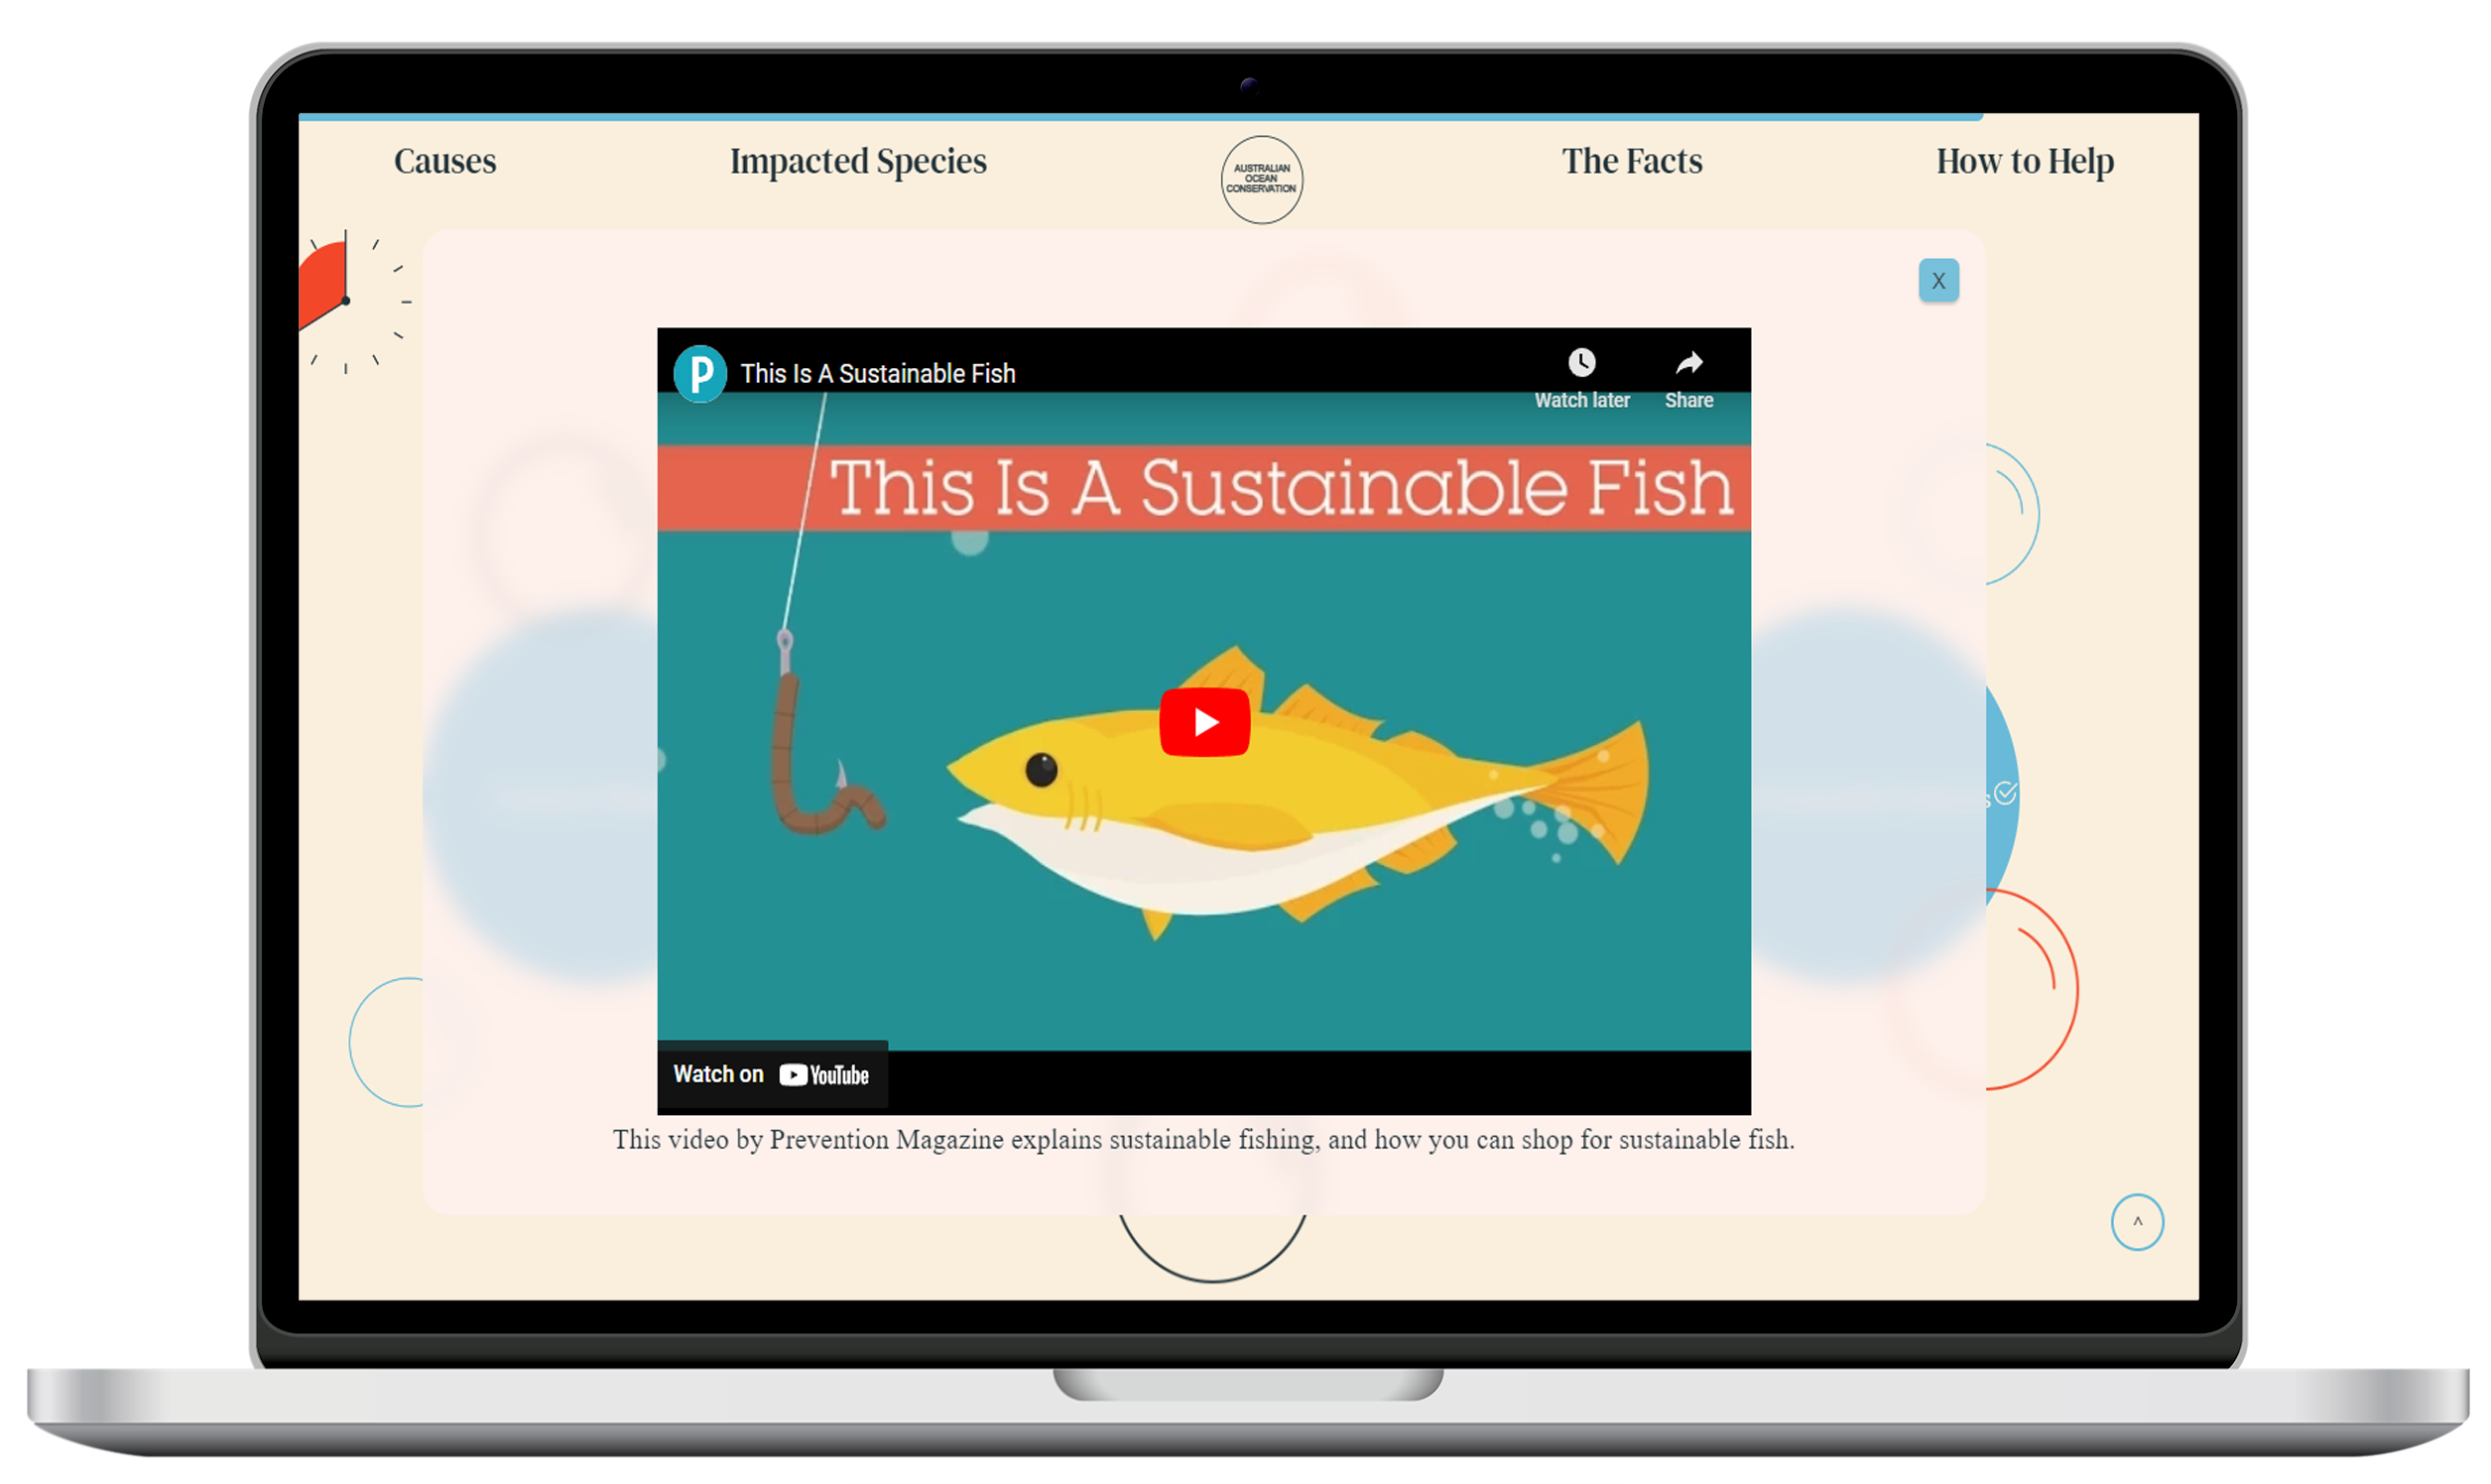 Causes
Impacted Species
AUSTRALIAN
OCEAN
CONSERVATION
The Facts
How to Help
X
P
This Is A Sustainable Fish
Watch later
Share
This Is A Sustainable Fish
s
Watch on YouTube
This video by Prevention Magazine explains sustainable fishing, and how you can shop for sustainable fish.
^